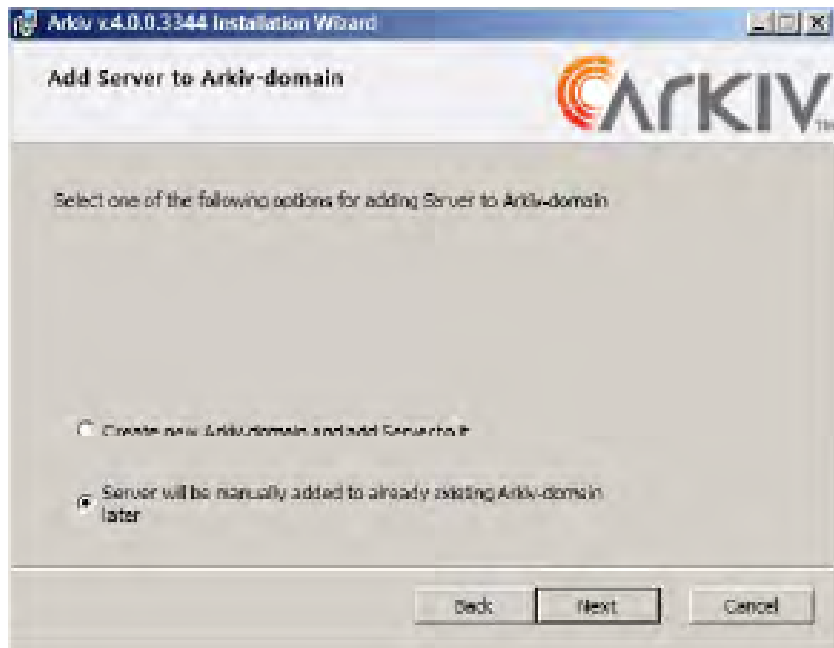 Arkiv v.4.0.0.3344 Installation Wizard
Add Server to Arkiv-domain
ARKIV
TM
Select one of the following options for adding Server to Arkiv-domain
Create new Arkiv-domain and add Server to it
Server will be manually added to already existing Arkiv-domain
later
Back
Next
Cancel